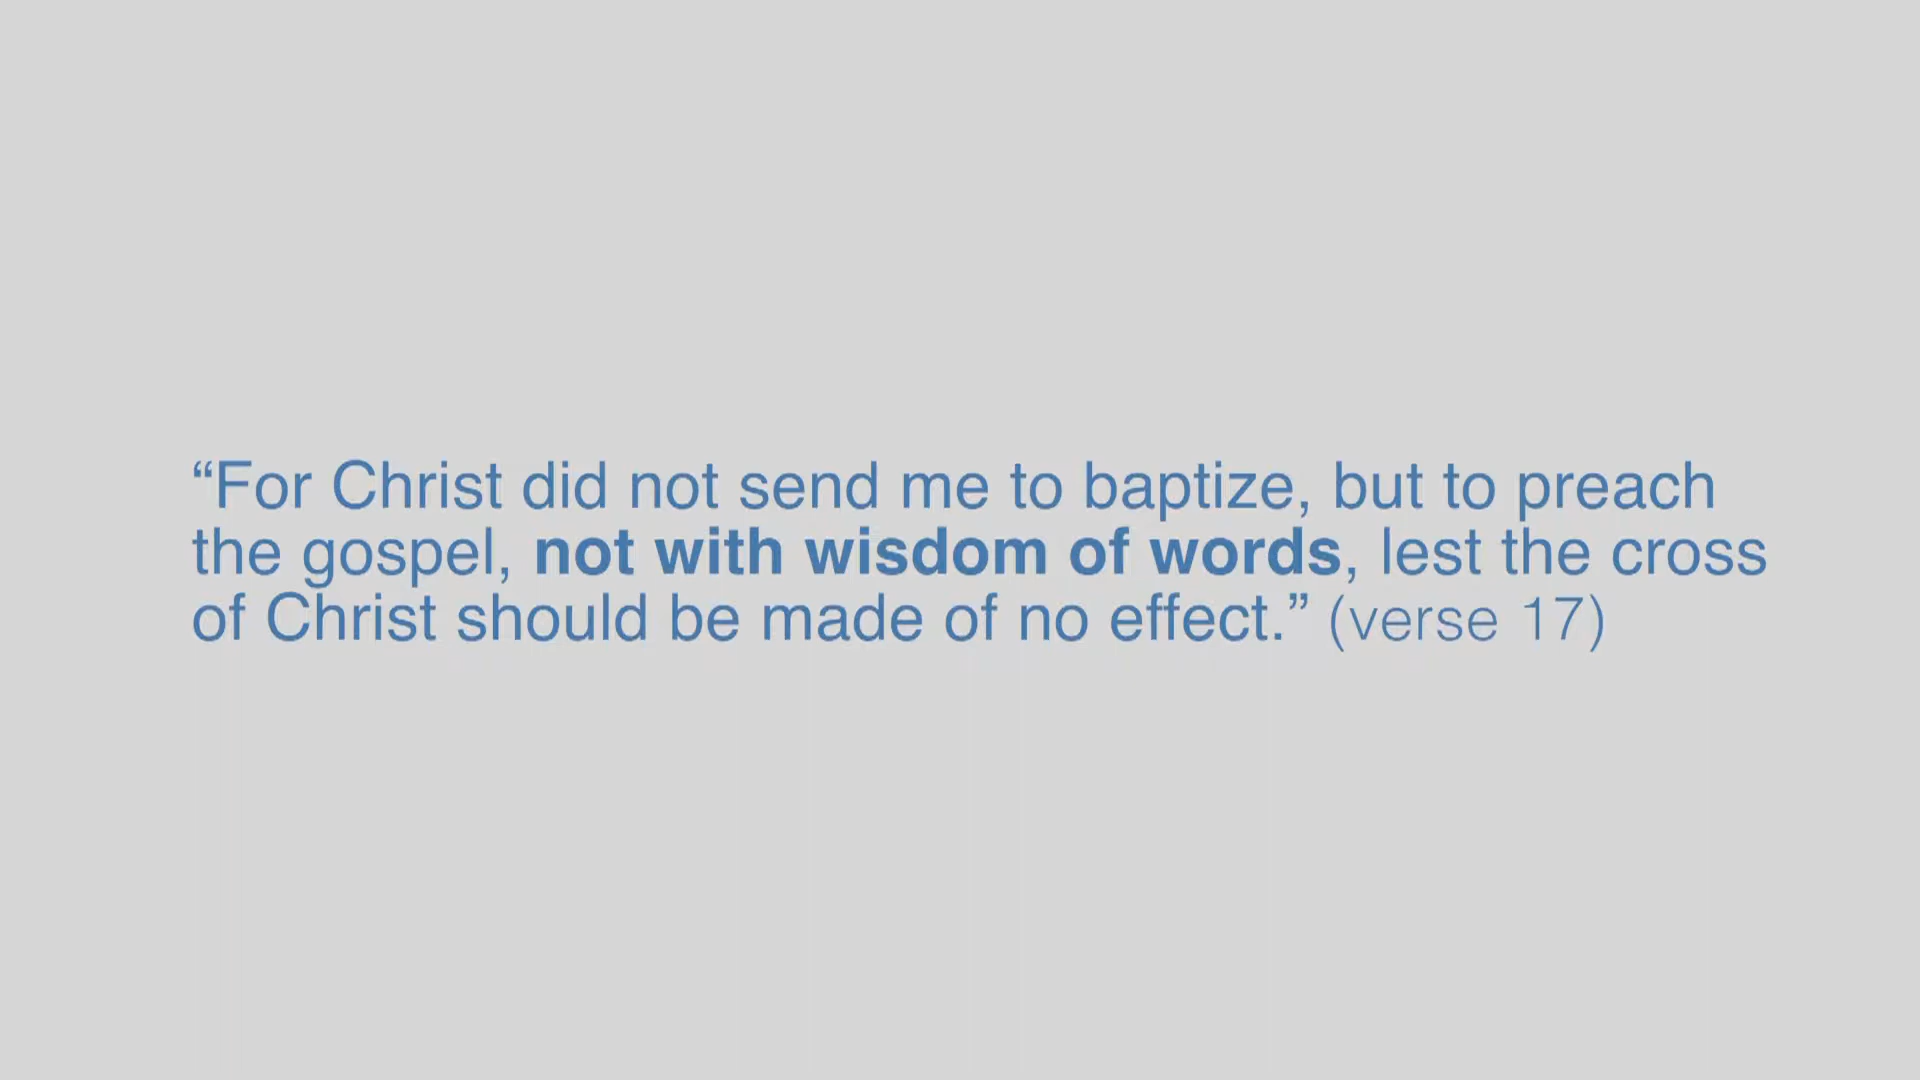 “For Christ did not send me to baptize, but to preach
the gospel, not with wisdom of words, lest the cross
of Christ should be made of no effect.” (verse 17)